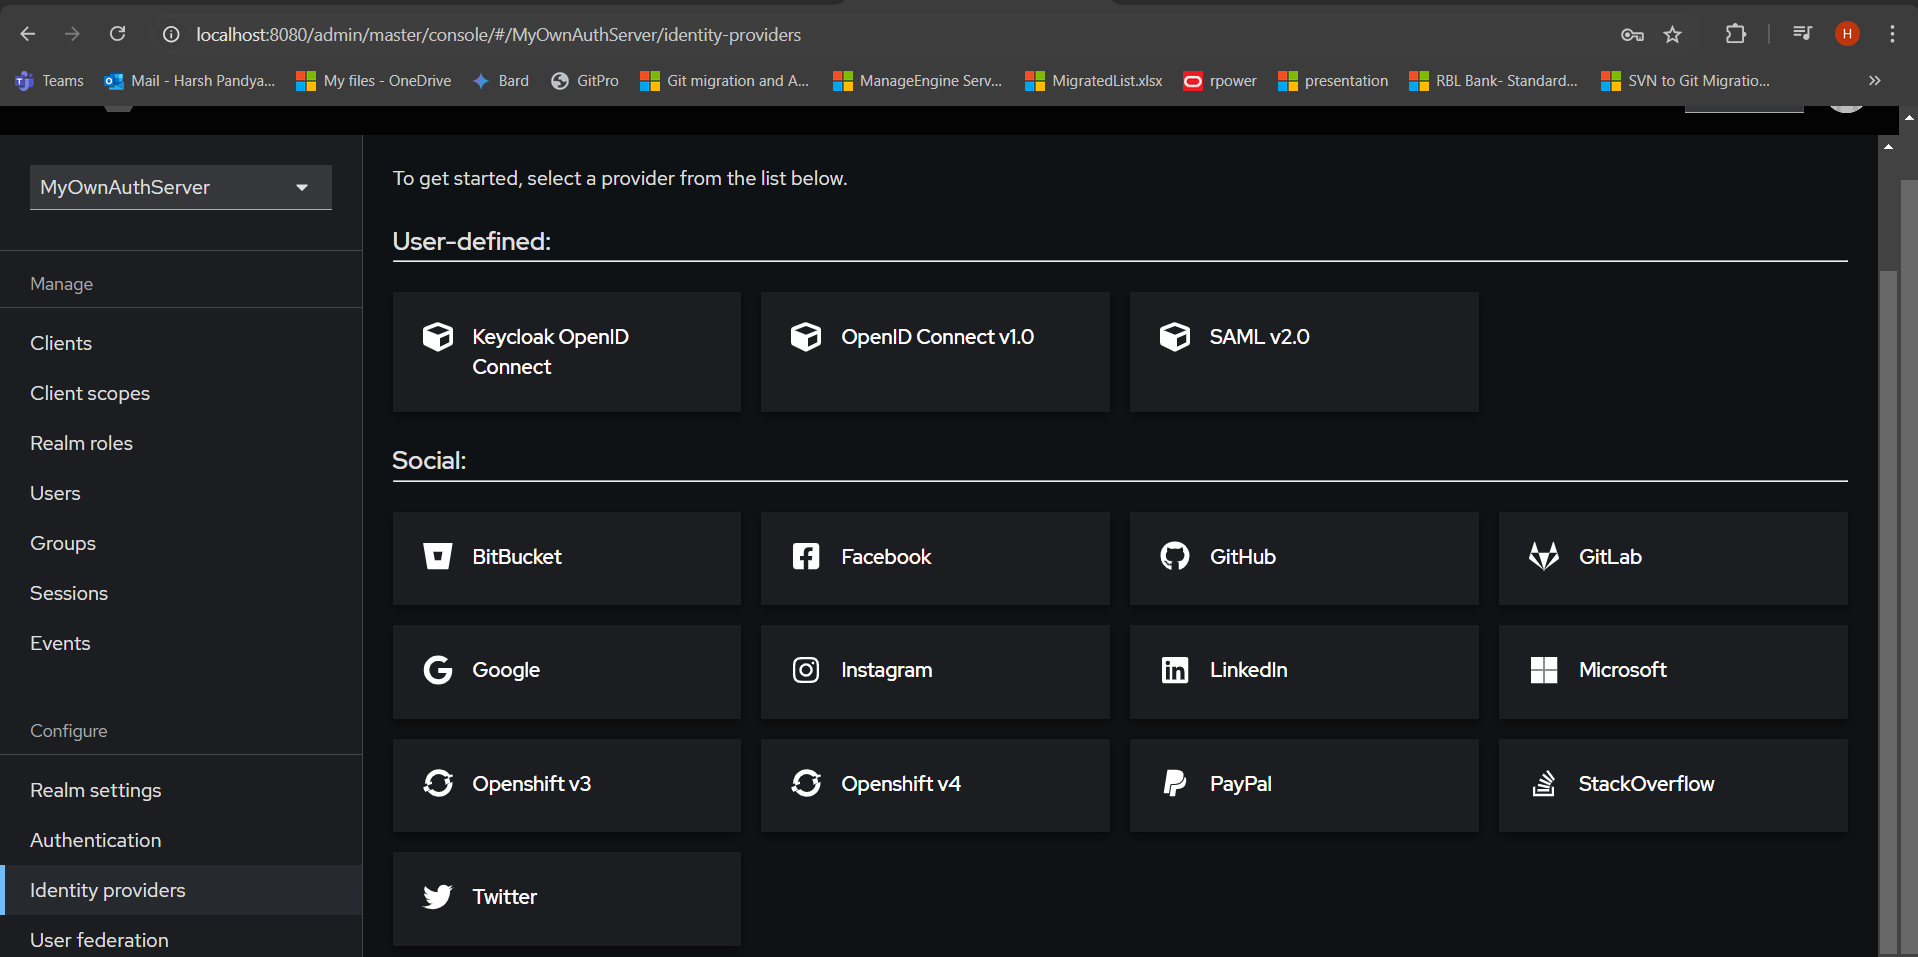 localhost:8080/admin/master/console/#/MyOwnAuthServer/identity-providers
H
Teams
Mail - Harsh Pandya...
My files - OneDrive
Bard
GitPro
Git migration and A...
ManageEngine Serv...
MigratedList.xlsx
rpower
presentation
RBL Bank- Standard...
SVN to Git Migratio...
»
MyOwnAuthServer
Manage
Clients
Client scopes
Realm roles
Users
Groups
Sessions
Events
Configure
Realm settings
Authentication
Identity providers
User federation
To get started, select a provider from the list below.
User-defined:
Keycloak OpenID
Connect
OpenID Connect v1.0
SAML v2.0
Social:
BitBucket
Facebook
GitHub
GitLab
Google
Instagram
LinkedIn
Microsoft
Openshift v3
Openshift v4
PayPal
StackOverflow
Twitter